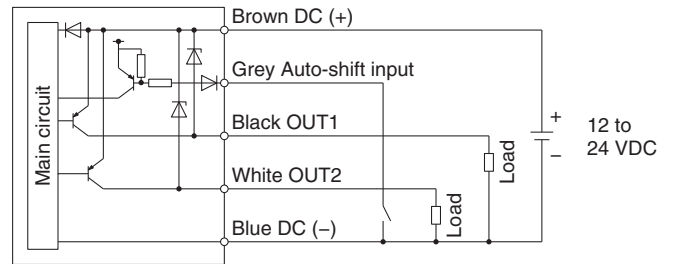 Brown DC (+)
Grey Auto-shift input
Main circuit
Black OUT1
+
12 to
24 VDC
−
Load
White OUT2
Load
Blue DC (−)